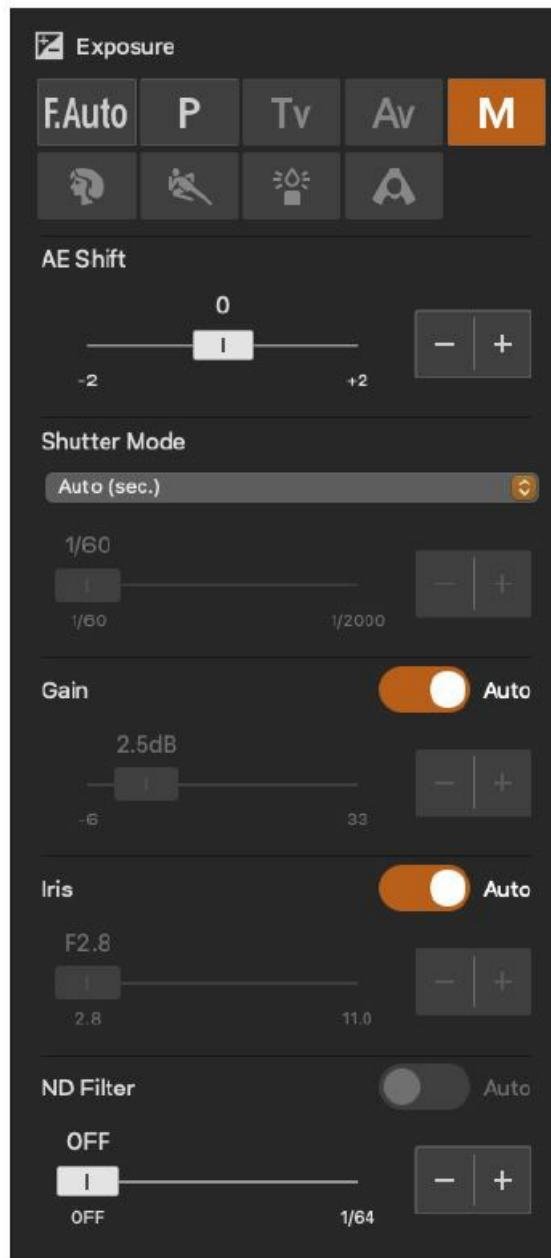 Exposure
F.Auto P Tv Av M
AE Shift
0
- +
-2 +2
Shutter Mode
Auto (sec.)
1/60
- +
1/60 1/2000
Gain Auto
2.5dB
- +
-6 33
Iris Auto
F2.8
- +
2.8 11.0
ND Filter Auto
OFF
- +
OFF 1/64